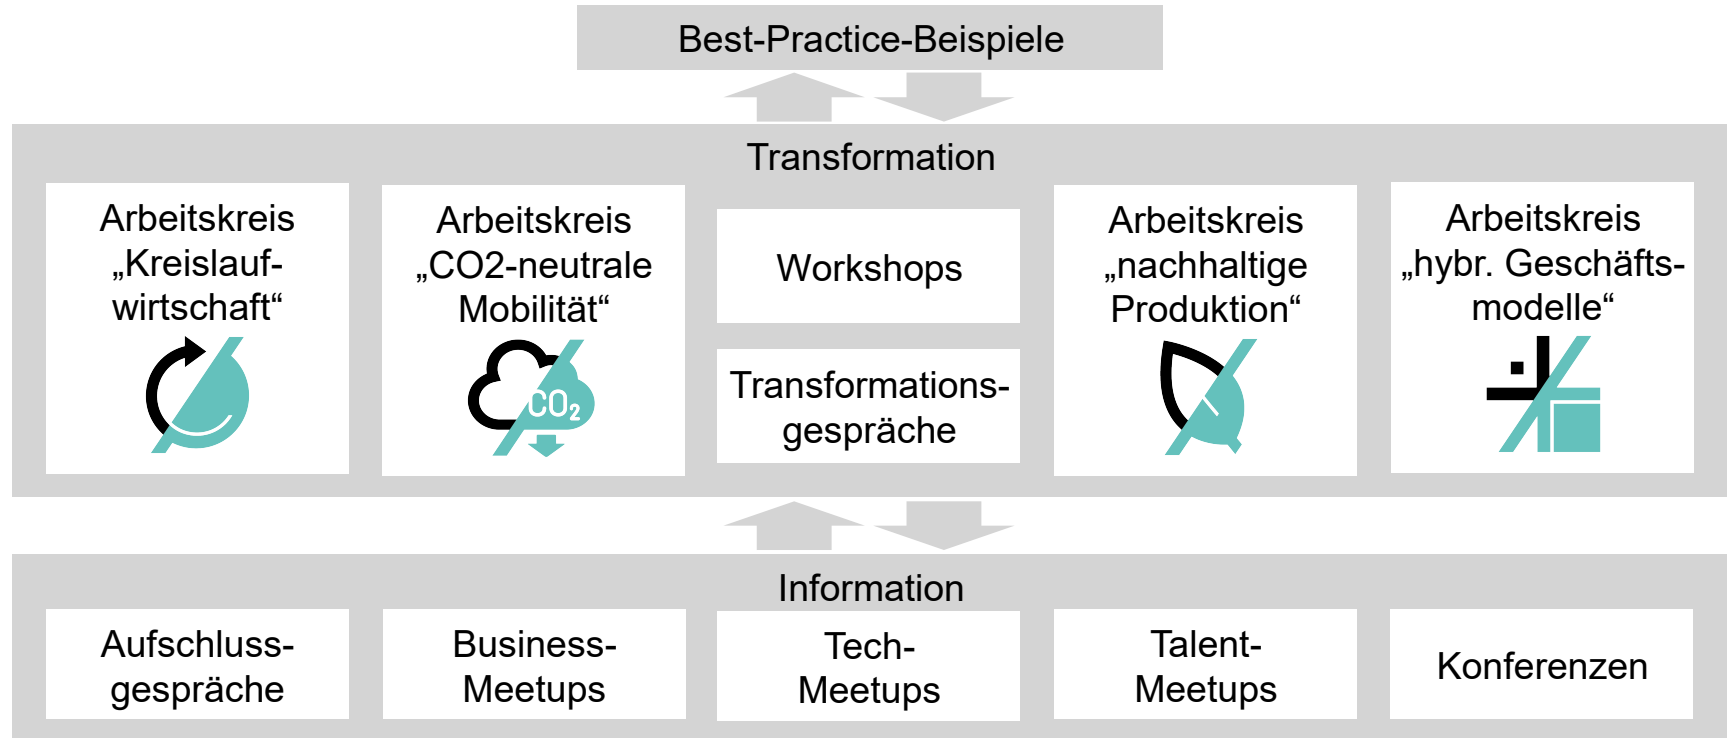 Best-Practice-Beispiele
Transformation
Arbeitskreis
„Kreislauf-
wirtschaft“
Arbeitskreis
„CO2-neutrale
Mobilität“
CO₂
Workshops
Transformations-
gespräche
Arbeitskreis
„nachhaltige
Produktion“
Arbeitskreis
„hybr. Geschäfts-
modelle“
Information
Aufschluss-
gespräche
Business-
Meetups
Tech-
Meetups
Talent-
Meetups
Konferenzen